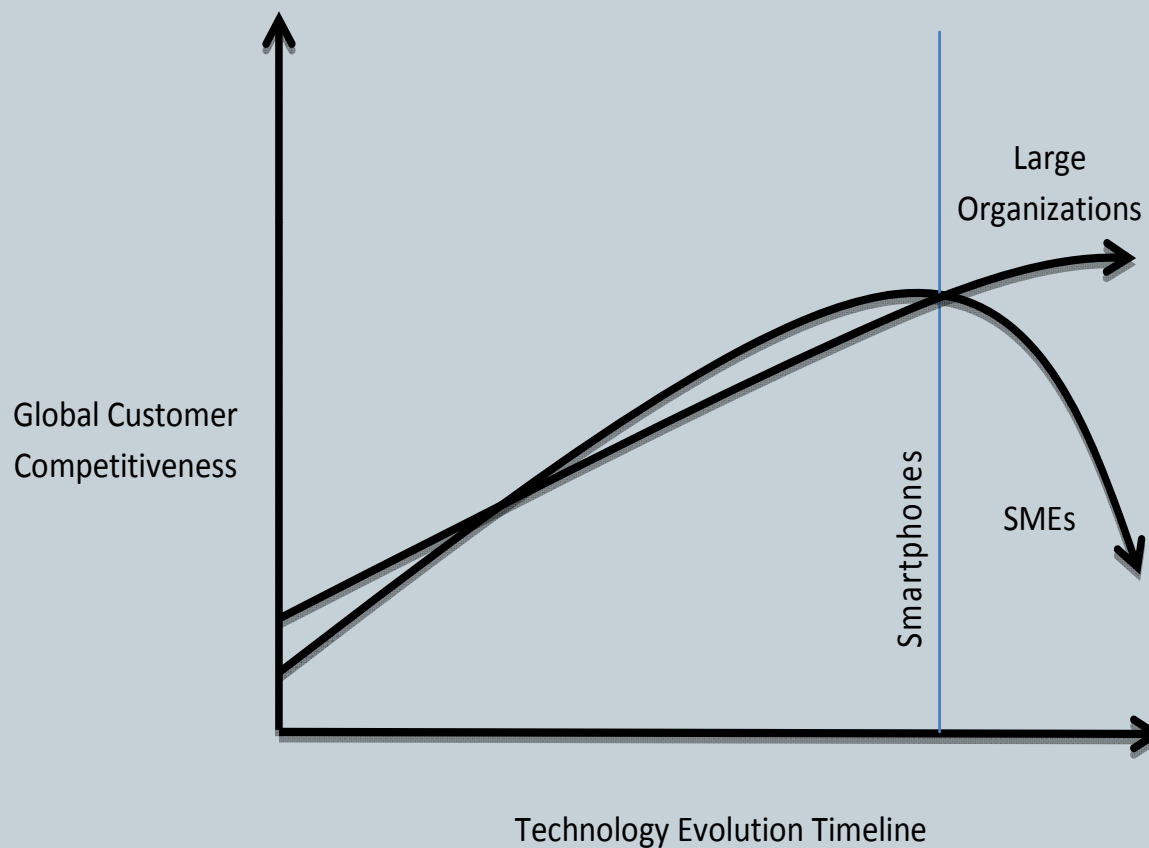 Large
Organizations
Global Customer
Competitiveness
Smartphones
SMEs
Technology Evolution Timeline